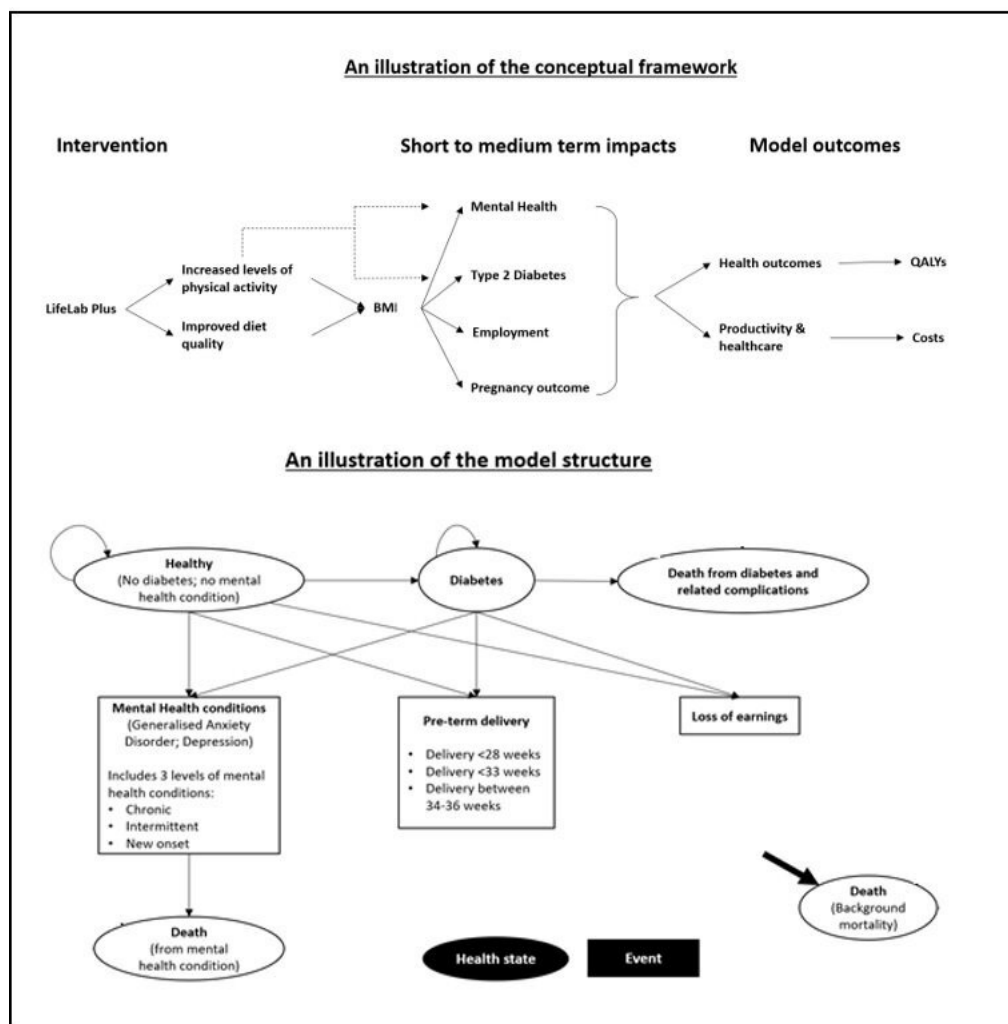 An illustration of the conceptual framework
Intervention
Short to medium term impacts
Model outcomes
LifeLab Plus
Increased levels of
physical activity
Improved diet
quality
BMI
Mental Health
Type 2 Diabetes
Employment
Pregnancy outcome
Health outcomes
QALYs
Productivity &
healthcare
Costs
An illustration of the model structure
Healthy
(No diabetes; no mental
health condition)
Diabetes
Death from diabetes and
related complications
Mental Health conditions
(Generalised Anxiety
Disorder; Depression)
Includes 3 levels of mental
health conditions:
• Chronic
• Intermittent
• New onset
Pre-term delivery
• Delivery <28 weeks
• Delivery <33 weeks
• Delivery between
34-36 weeks
Loss of earnings
Death
(from mental
health condition)
Health state
Event
Death
(Background
mortality)